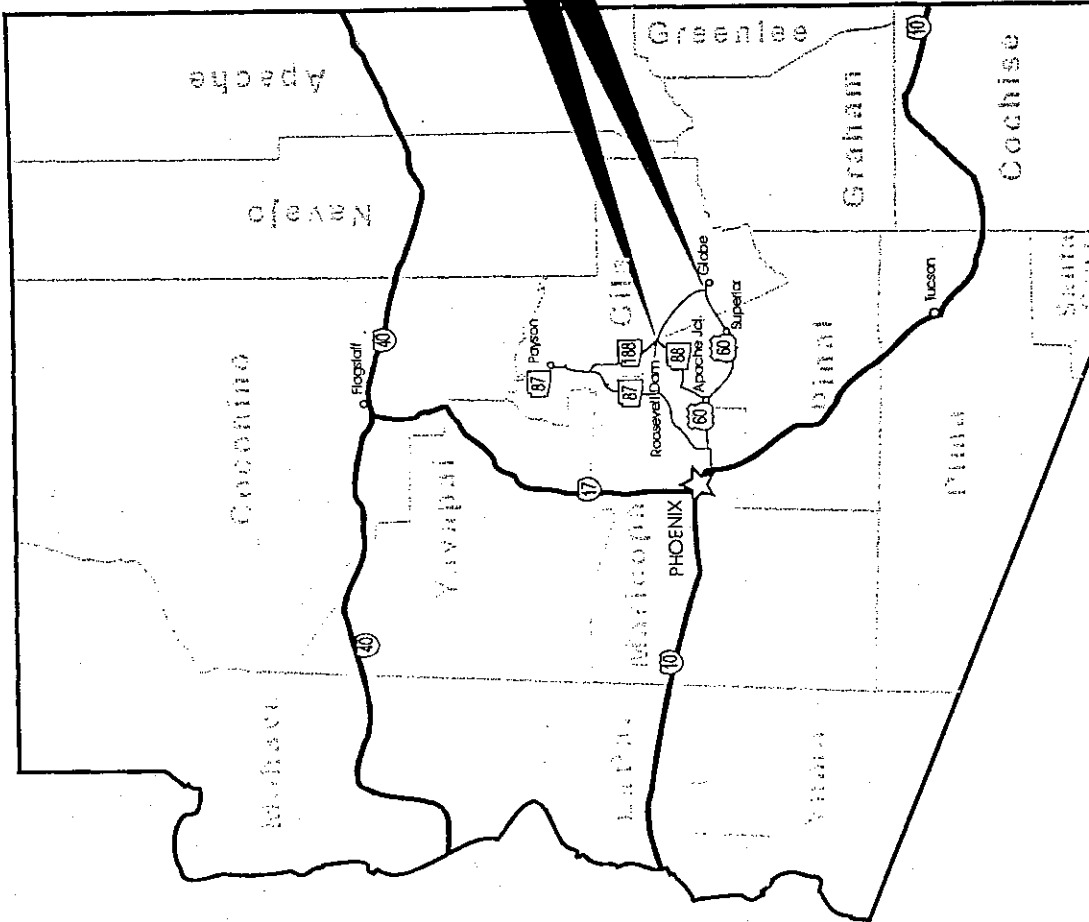 Apache
Navajo
Coconino
Mohave
Yavapai
Greenlee
Graham
Cochise
Gila
Maricopa
La Paz
Yuma
Pinal
Pima
Santa
40
Flagstaff
40
17
87
Payson
188
87
Roosevelt Dam
88
Apache Jct.
60
60
Superior
Globe
PHOENIX
10
Tucson
10